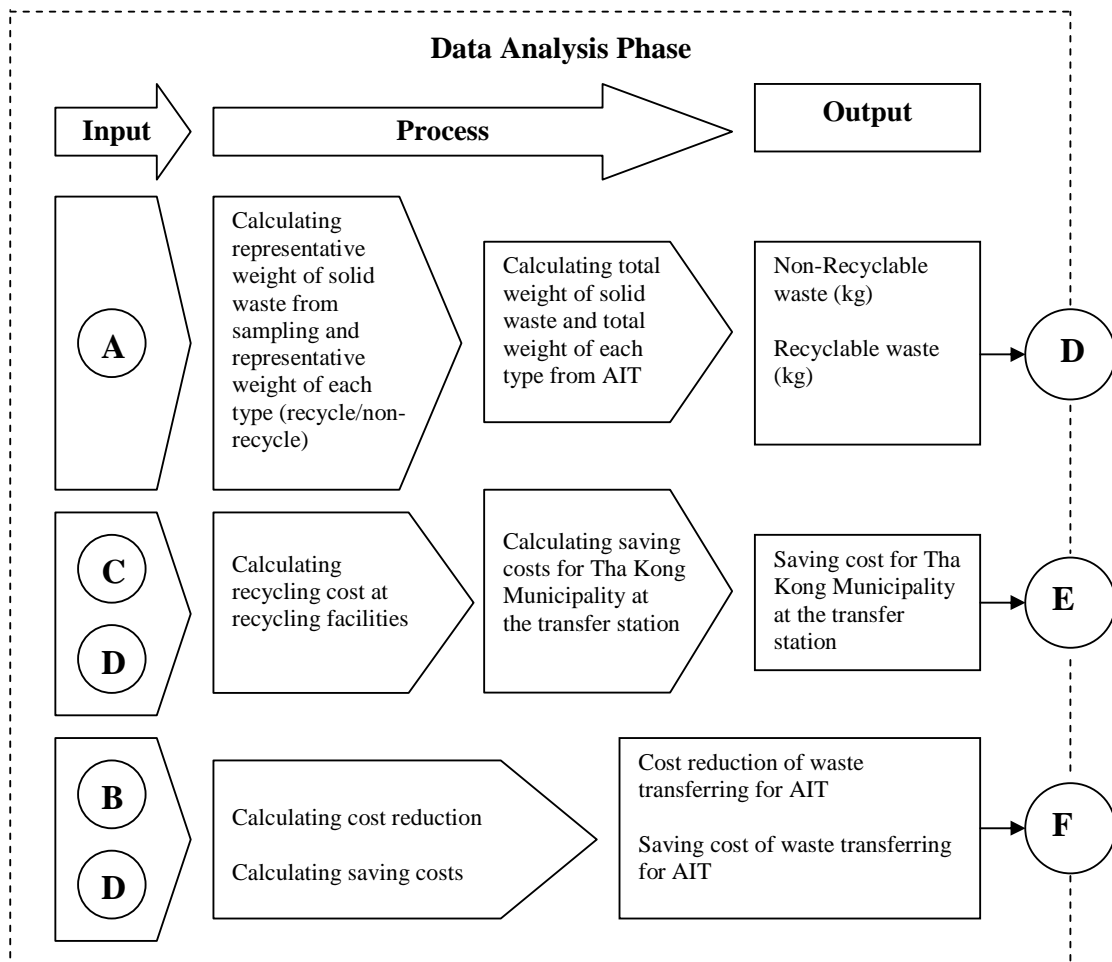 Data Analysis Phase
Input
Process
Output
A
Calculating
representative
weight of solid
waste from
sampling and
representative
weight of each
type (recycle/non-
recycle)
Calculating total
weight of solid
waste and total
weight of each
type from AIT
Non-Recyclable
waste (kg)
Recyclable waste
(kg)
D
C
D
Calculating
recycling cost at
recycling facilities
Calculating saving
costs for Tha Kong
Municipality at
the transfer station
Saving cost for Tha
Kong Municipality
at the transfer
station
E
B
D
Calculating cost reduction
Calculating saving costs
Cost reduction of waste
transferring for AIT
Saving cost of waste transferring
for AIT
F